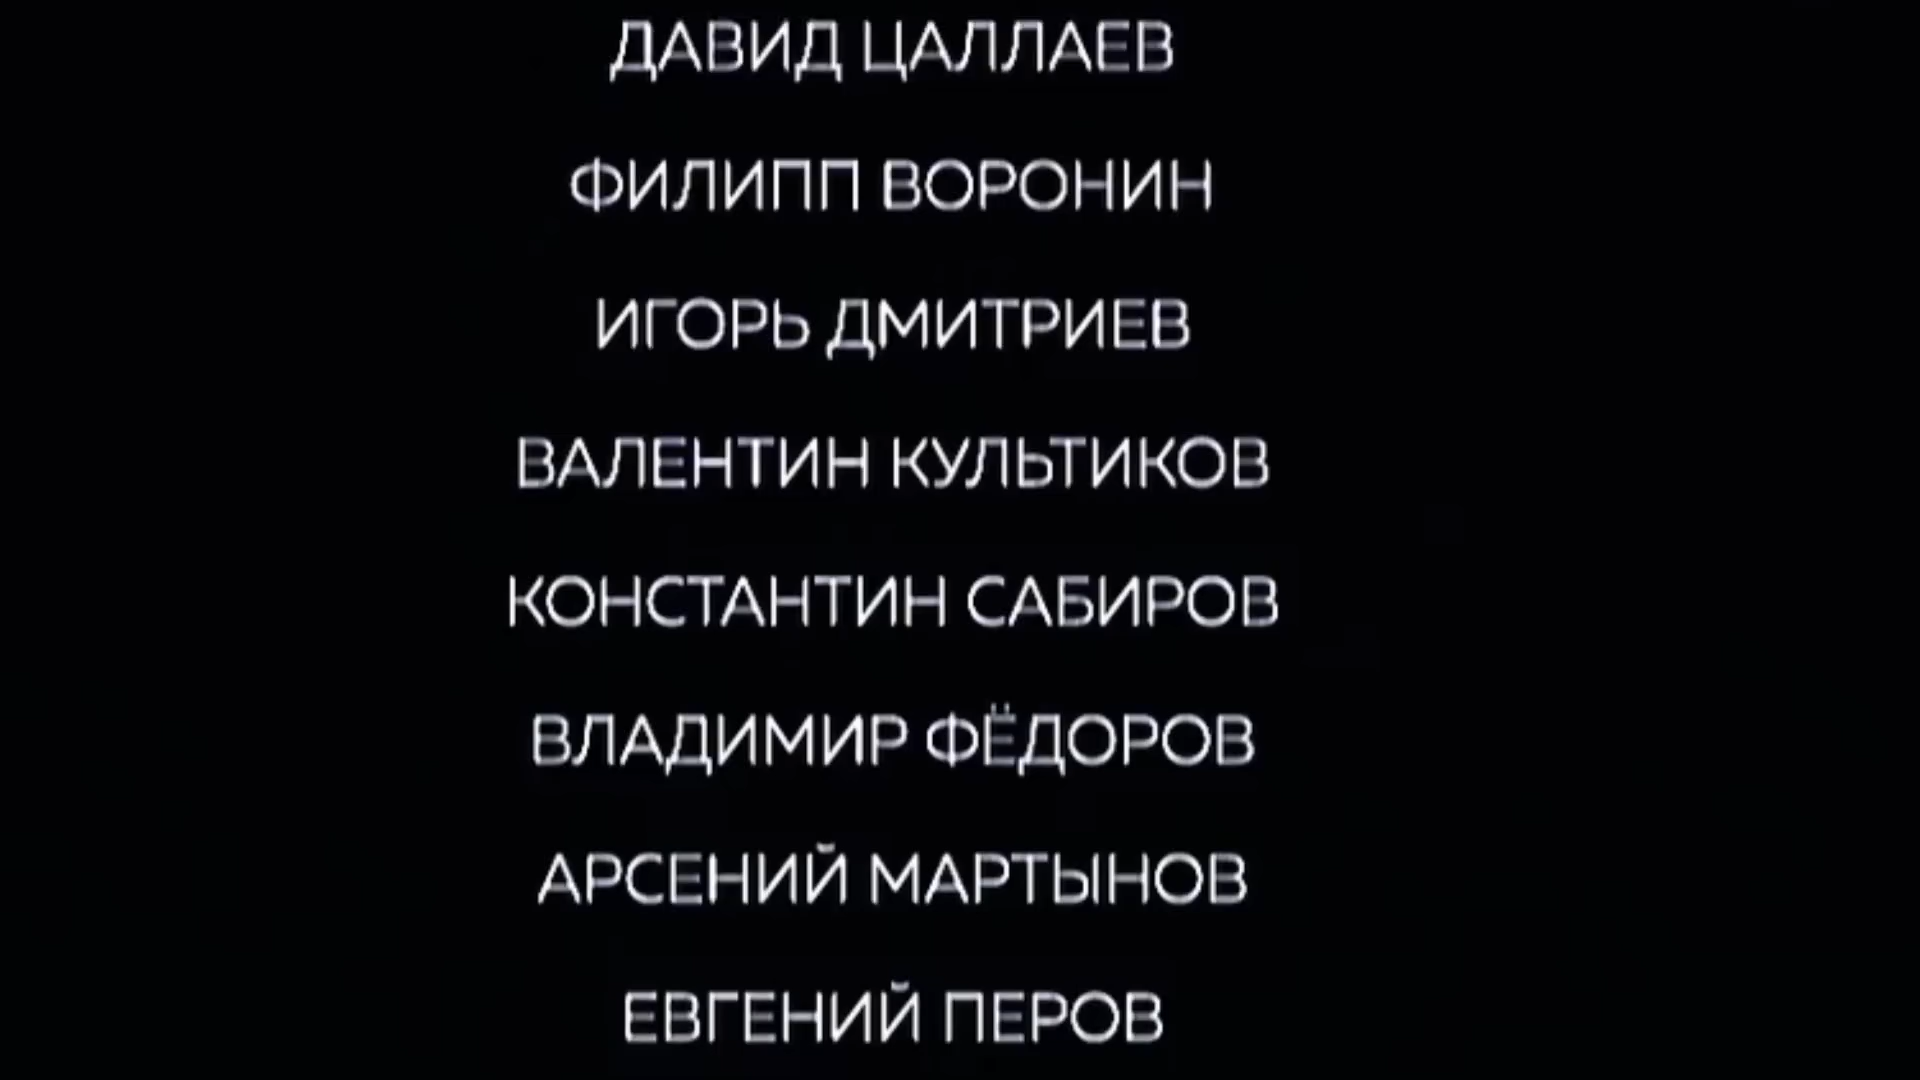 ДАВИД ЦАЛЛАЕВ
ФИЛИПП ВОРОНИН
ИГОРЬ ДМИТРИЕВ
ВАЛЕНТИН КУЛЬТИКОВ
КОНСТАНТИН САБИРОВ
ВЛАДИМИР ФЁДОРОВ
АРСЕНИЙ МАРТЫНОВ
ЕВГЕНИЙ ПЕРОВ